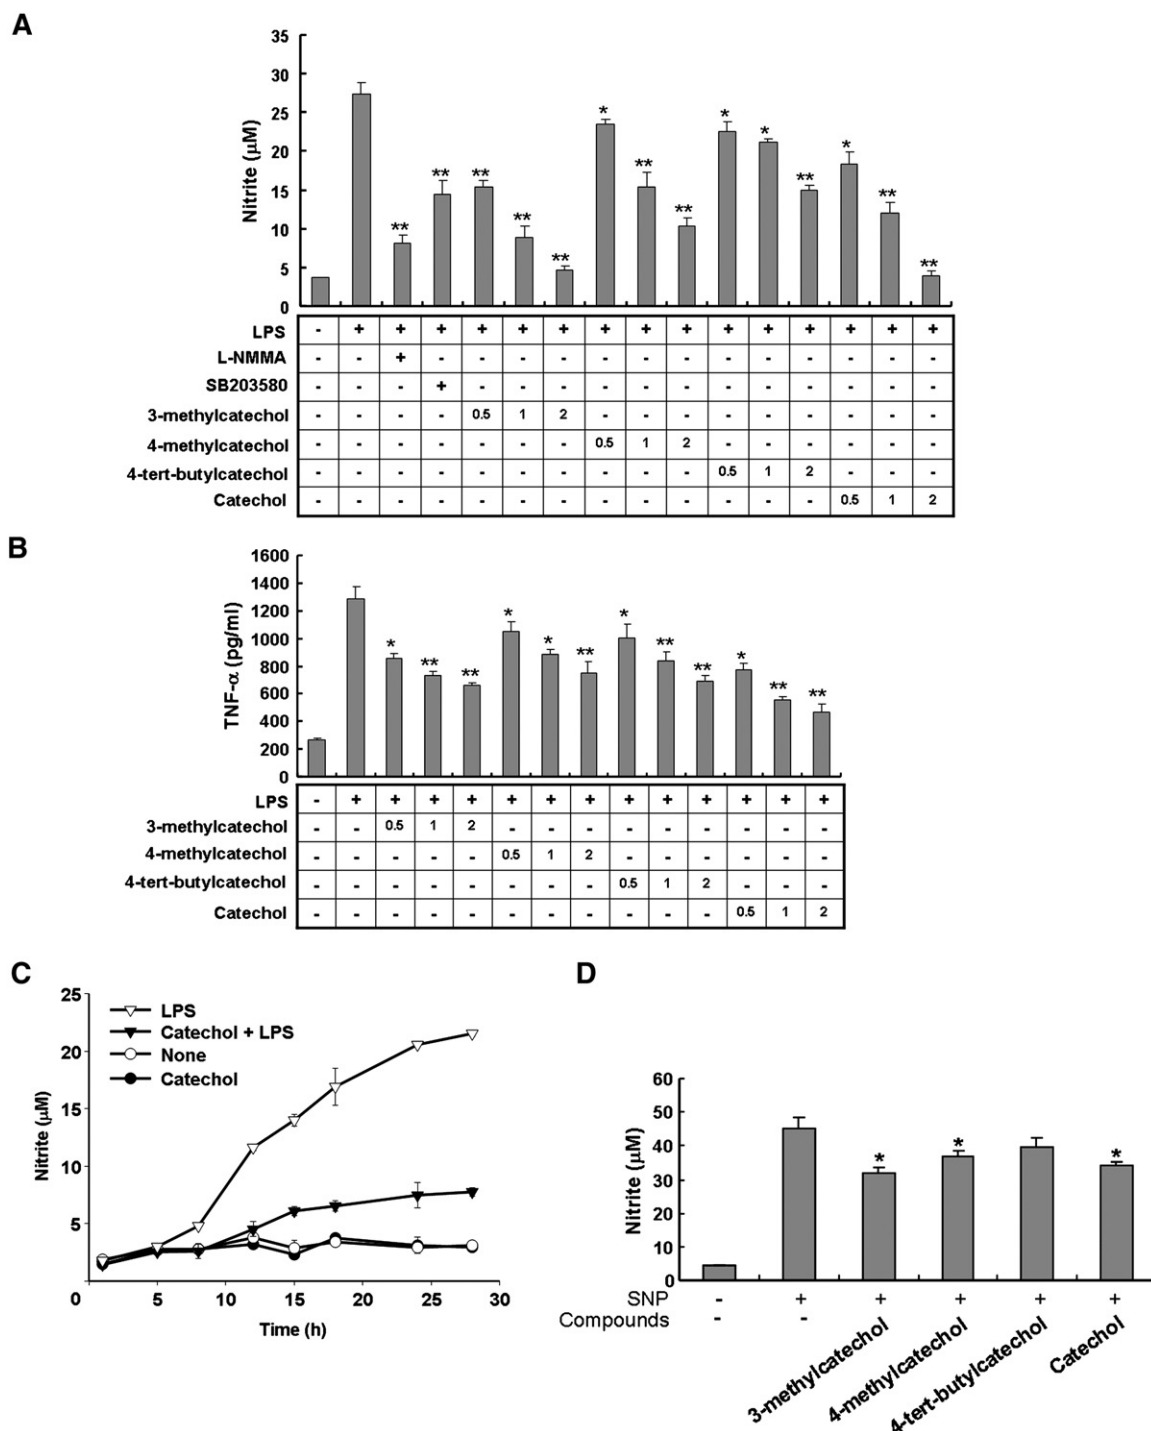 A
35
30
25
20
15
10
5
0
Nitrite (µM)
* * *
** ** ** ** ** ** ** ** ** **
*
LPS - + + + + + + + + + + + + + + +
L-NMMA - - + - - - - - - - - - - - - -
SB203580 - - - + - - - - - - - - - - - -
3-methylcatechol - - - - 0.5 1 2 - - - - - - - - -
4-methylcatechol - - - - - - - 0.5 1 2 - - - - - -
4-tert-butylcatechol - - - - - - - - - - 0.5 1 2 - - -
Catechol - - - - - - - - - - - - - 0.5 1 2
B
1600
1400
1200
1000
800
600
400
200
0
TNF-α (pg/ml)
* ** ** * * ** * ** ** * ** **
LPS - + + + + + + + + + + + + +
3-methylcatechol - - 0.5 1 2 - - - - - - - - -
4-methylcatechol - - - - - 0.5 1 2 - - - - - -
4-tert-butylcatechol - - - - - - - - 0.5 1 2 - - -
Catechol - - - - - - - - - - - 0.5 1 2
C
25
20
15
10
5
Nitrite (µM)
LPS
Catechol + LPS
None
Catechol
0 5 10 15 20 25 30
Time (h)
D
60
50
40
30
20
10
0
Nitrite (µM)
* * *
SNP - + + + + +
Compounds - - 3-methylcatechol 4-methylcatechol 4-tert-butylcatechol Catechol